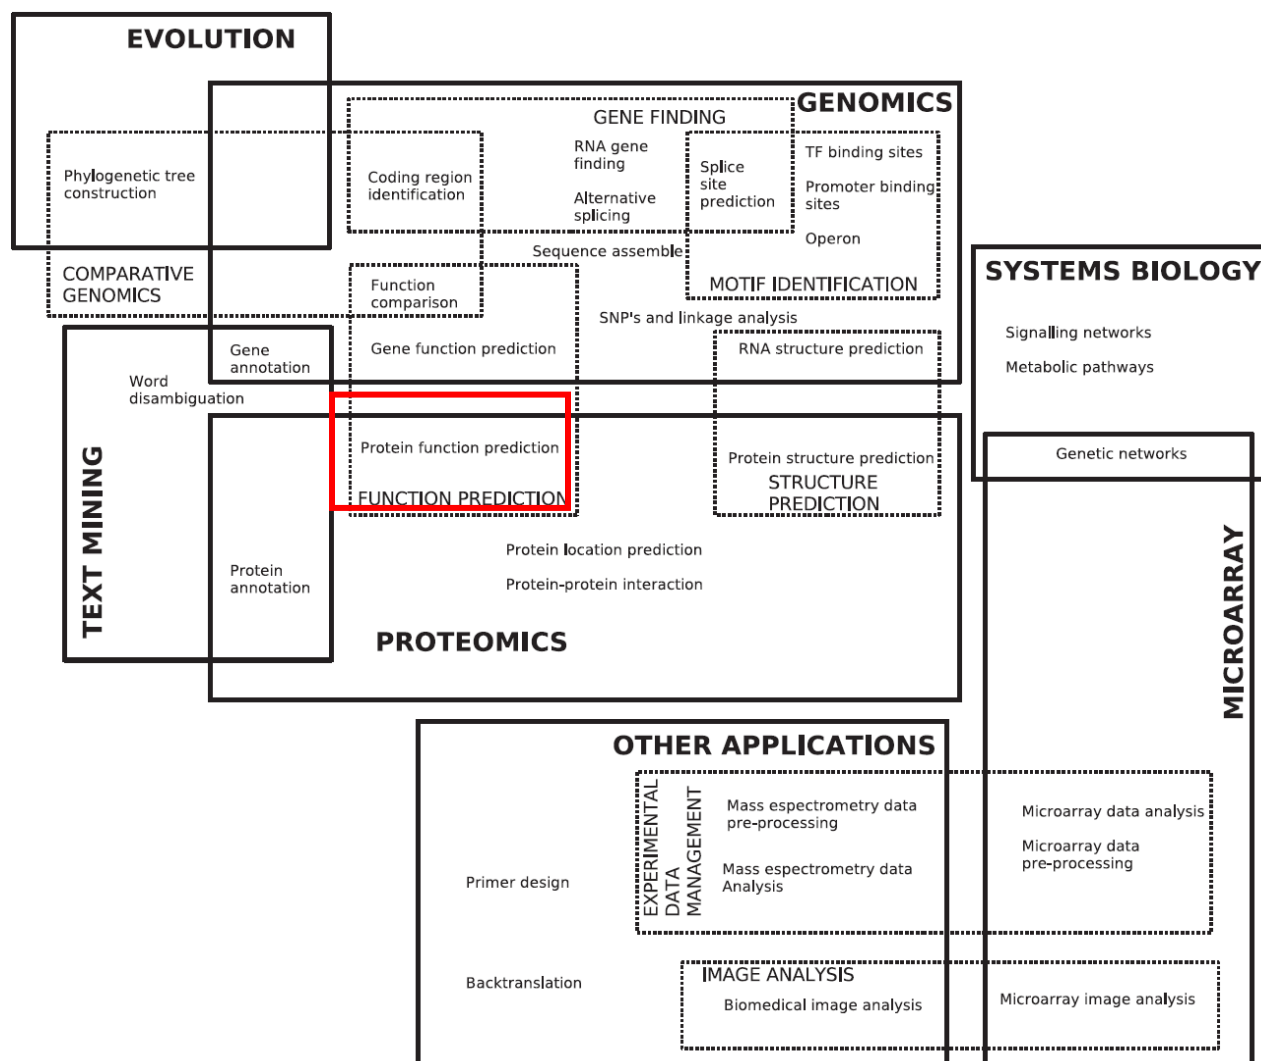 EVOLUTION
GENOMICS
GENE FINDING
RNA gene
finding
Alternative
splicing
Splice
site
prediction
TF binding sites
Promoter binding
sites
Operon
Phylogenetic tree
construction
Coding region
identification
Sequence assemble
COMPARATIVE
GENOMICS
Function
comparison
MOTIF IDENTIFICATION
SYSTEMS BIOLOGY
Signalling networks
Metabolic pathways
SNP's and linkage analysis
Gene
annotation
Gene function prediction
RNA structure prediction
Word
disambiguation
TEXT MINING
Protein function prediction
FUNCTION PREDICTION
Protein structure prediction
STRUCTURE
PREDICTION
Genetic networks
Protein location prediction
Protein-protein interaction
Protein
annotation
PROTEOMICS
MICROARRAY
OTHER APPLICATIONS
EXPERIMENTAL
DATA
MANAGEMENT
Mass espectrometry data
pre-processing
Mass espectrometry data
Analysis
Microarray data analysis
Microarray data
pre-processing
Primer design
Backtranslation
IMAGE ANALYSIS
Biomedical image analysis
Microarray image analysis